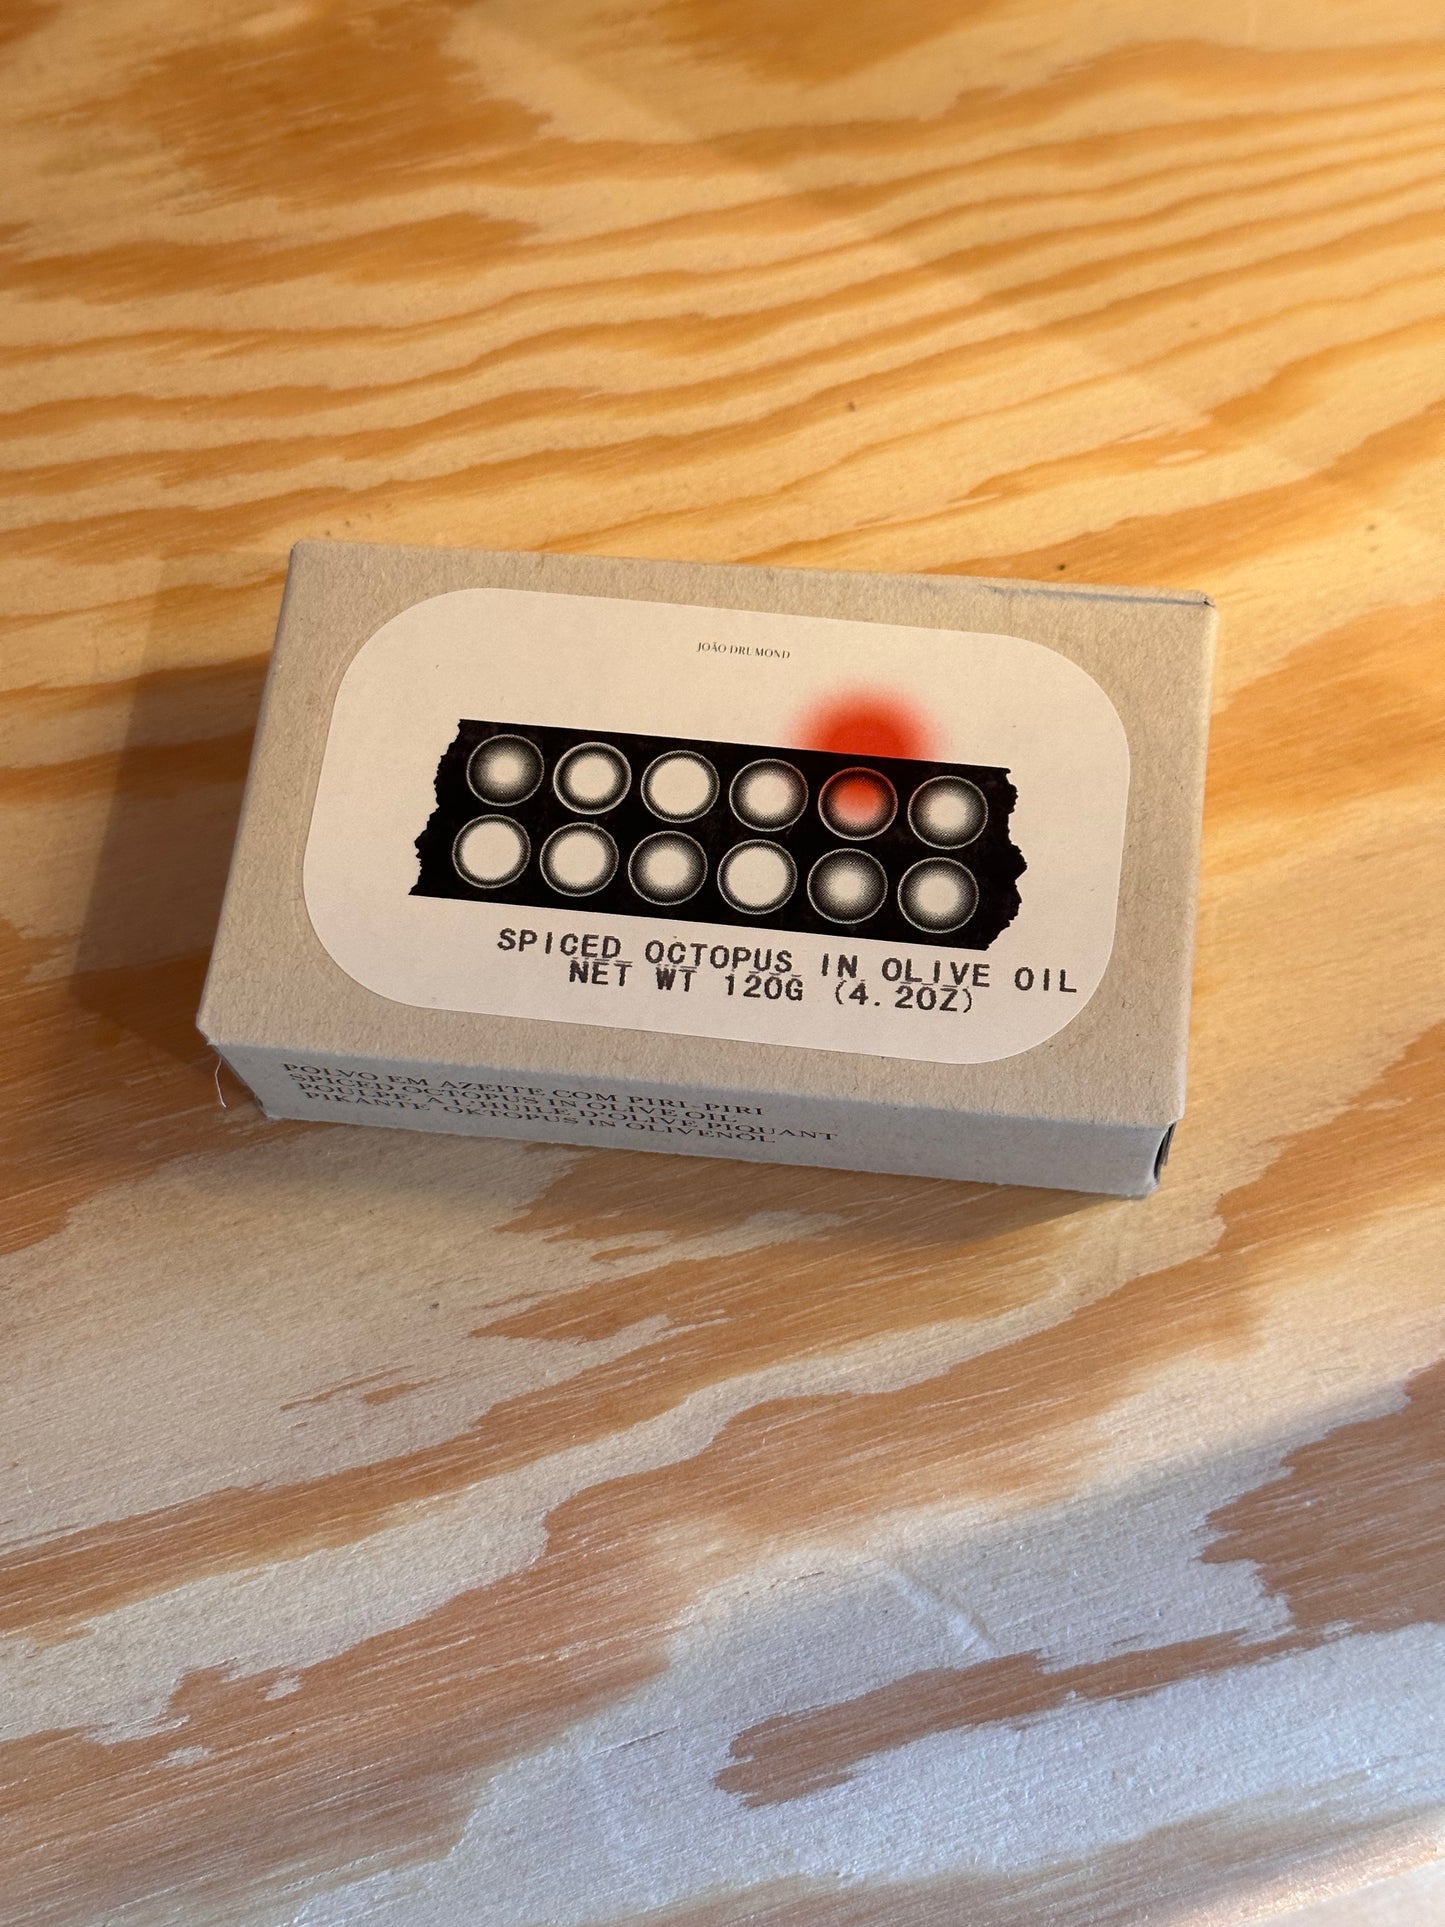 JOÃO DRUMOND
SPICED OCTOPUS IN OLIVE OIL
NET WT 120G (4.2OZ)
POLVO EM AZEITE COM PIRI-PIRI
SPICED OCTOPUS IN OLIVE OIL
POULPE A L'HUILE D'OLIVE PIQUANT
PIKANTE OKTOPUS IN OLIVENÖL